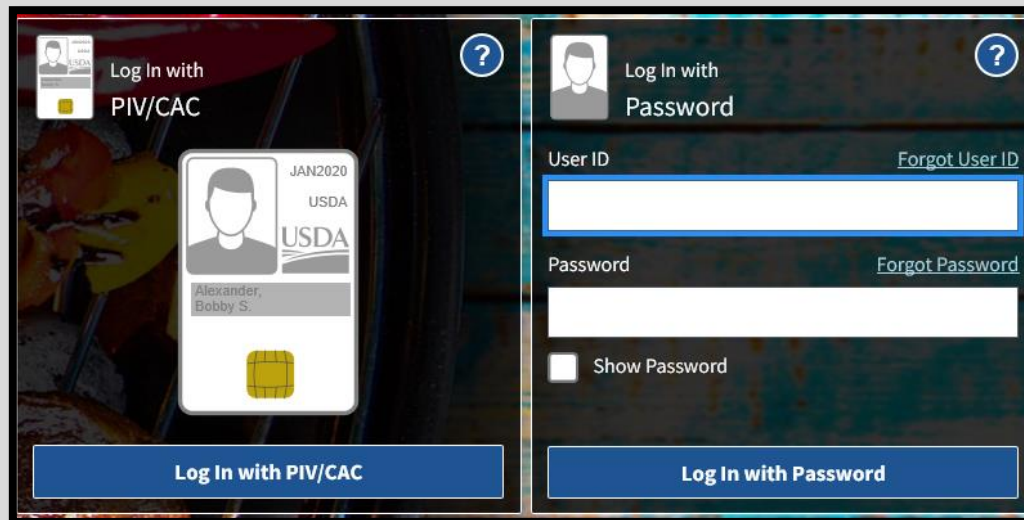 Log In with
PIV/CAC
?
JAN2020
USDA
USDA
Alexander,
Bobby S.
Log In with PIV/CAC
Log In with
Password
?
User ID
Forgot User ID
Password
Forgot Password
Show Password
Log In with Password